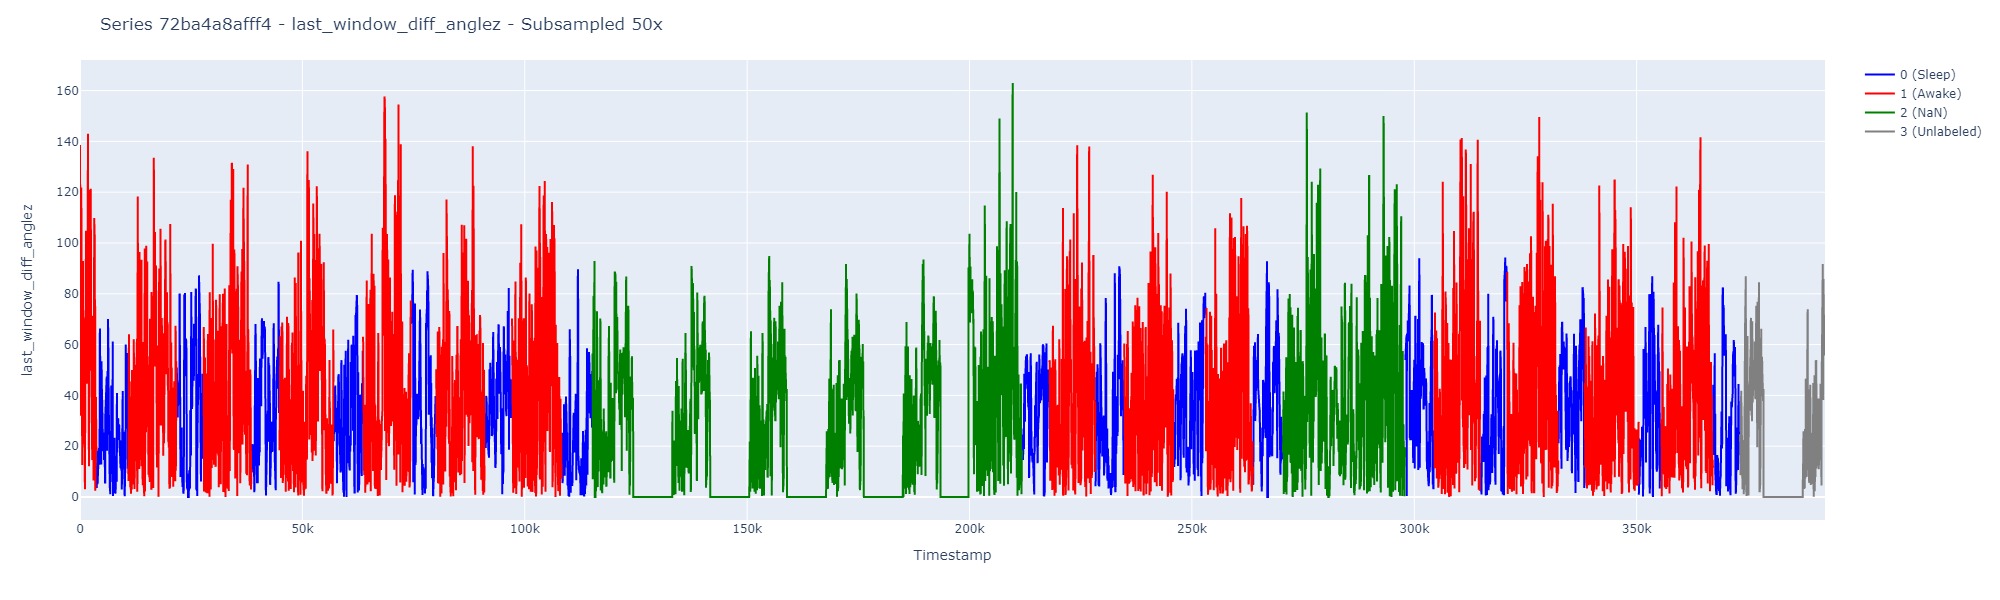 Series 72ba4a8afff4 - last_window_diff_anglez - Subsampled 50x
0 (Sleep)
1 (Awake)
2 (NaN)
3 (Unlabeled)
last_window_diff_anglez
160
140
120
100
80
60
40
20
0
0
50k
100k
150k
200k
250k
300k
350k
Timestamp